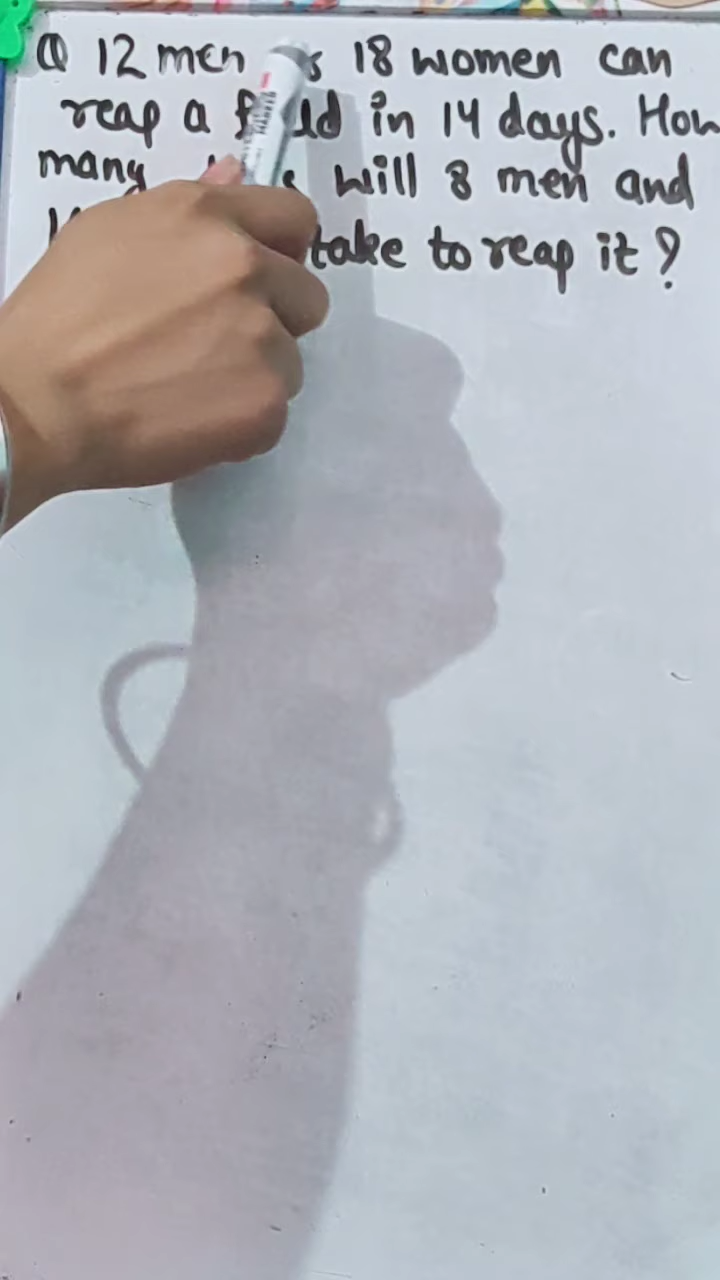 Q 12 men 18 women can
reap a in 14 days. How
many will 8 men and
take to reap it?